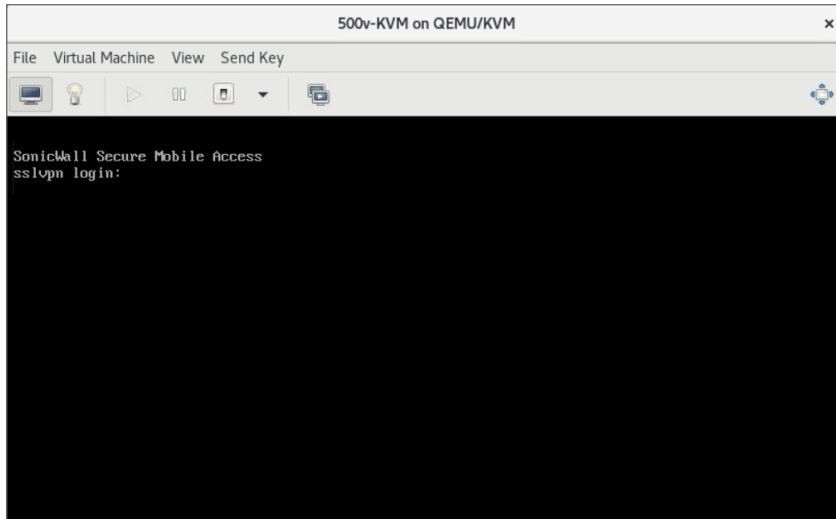 500v-KVM on QEMU/KVM
File Virtual Machine View Send Key
SonicWall Secure Mobile Access
sslvpn login: